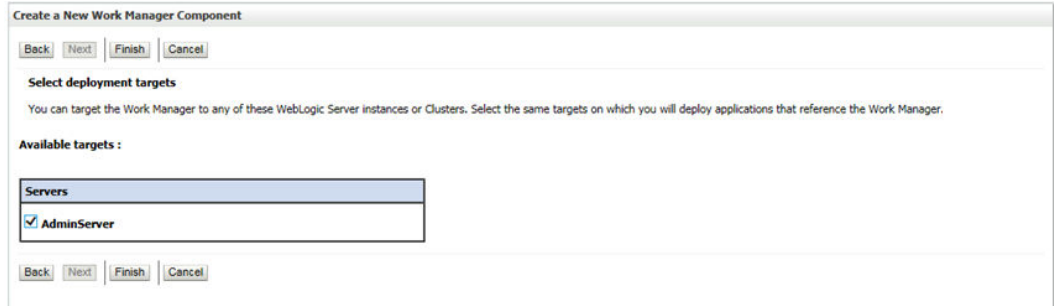 Create a New Work Manager Component
Back Next Finish Cancel
Select deployment targets
You can target the Work Manager to any of these WebLogic Server instances or Clusters. Select the same targets on which you will deploy applications that reference the Work Manager.
Available targets :
Servers
AdminServer
Back Next Finish Cancel